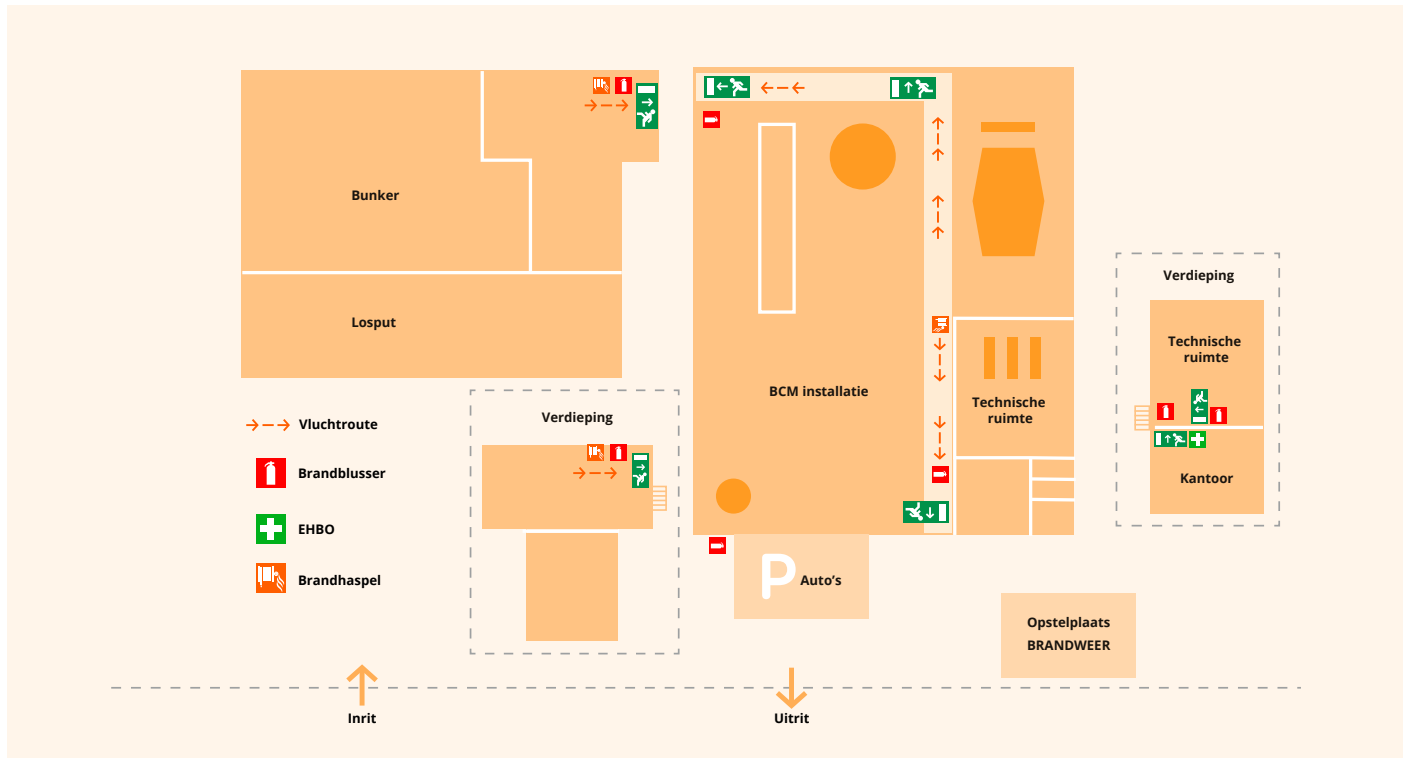 Bunker
Losput
Vluchtroute
Brandblusser
EHBO
Brandhaspel
Verdieping
BCM installatie
Technische
ruimte
P Auto's
Verdieping
Technische
ruimte
Kantoor
Opstelplaats
BRANDWEER
Inrit
Uitrit